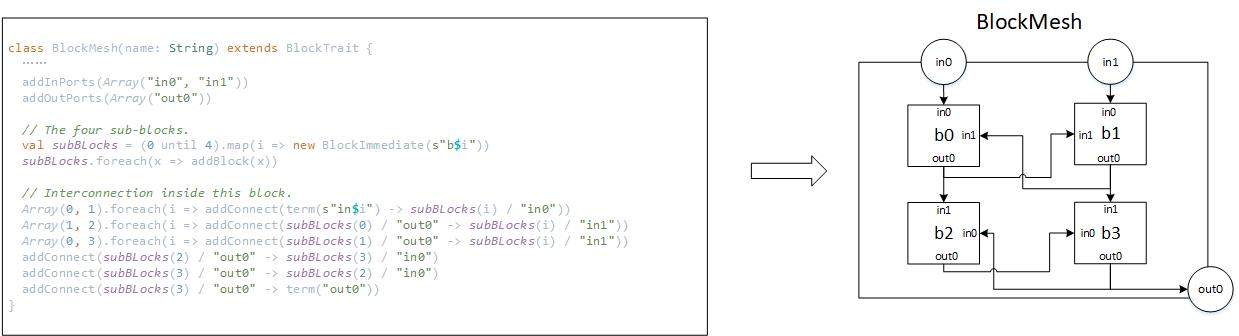 class BlockMesh(name: String) extends BlockTrait {
......
addInPorts(Array("in0", "in1"))
addOutPorts(Array("out0"))
// The four sub-blocks.
val subBLocks = (0 until 4).map(i => new BlockImmediate(s"b$i"))
subBLocks.foreach(x => addBlock(x))
// Interconnection inside this block.
Array(0, 1).foreach(i => addConnect(term(s"in$i") -> subBLocks(i) / "in0"))
Array(1, 2).foreach(i => addConnect(subBLocks(0) / "out0" -> subBLocks(i) / "in1"))
Array(0, 3).foreach(i => addConnect(subBLocks(1) / "out0" -> subBLocks(i) / "in1"))
addConnect(subBLocks(2) / "out0" -> subBLocks(3) / "in0")
addConnect(subBLocks(3) / "out0" -> subBLocks(2) / "in0")
addConnect(subBLocks(3) / "out0" -> term("out0"))
}
BlockMesh
in0
in1
in0
b0 in1
out0
in0
in1 b1
out0
in1
b2 in0
out0
in1
in0 b3
out0
out0